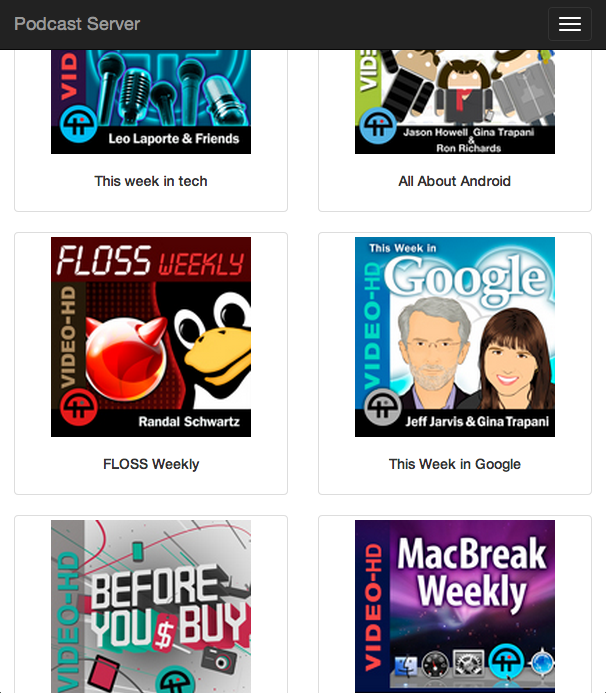 Podcast Server
VID
Leo Laporte & Friends
This week in tech
VIDE
Jason Howell Gina Trapani
&
Ron Richards
All About Android
FLOSS WEEKLY
VIDEO-HD
Randal Schwartz
FLOSS Weekly
This Week in
Google
VIDEO-HD
Jeff Jarvis & Gina Trapani
This Week in Google
VIDEO-HD
BEFORE
YOU $ BUY
VIDEO-HD
MacBreak
Weekly